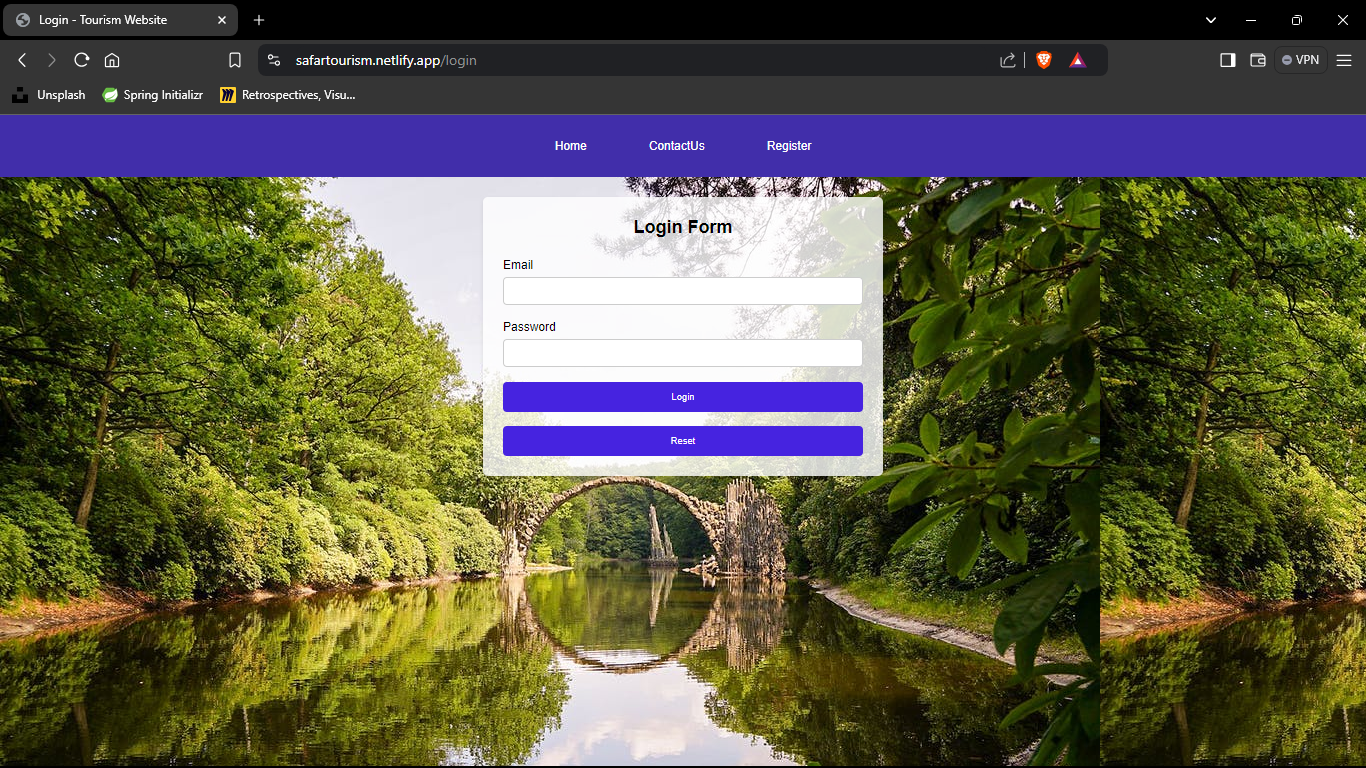 Login - Tourism Website
safartourism.netlify.app/login
VPN
Unsplash Spring Initializr Retrospectives, Visu...
Home ContactUs Register
Login Form
Email
Password
Login
Reset